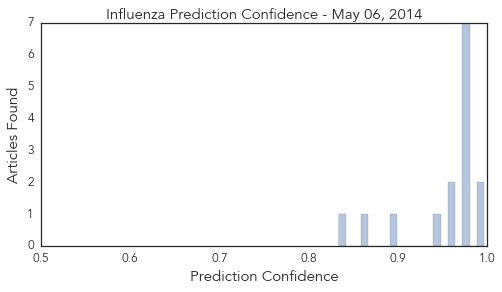 Influenza Prediction Confidence - May 06, 2014
Articles Found
7
6
5
4
3
2
1
0
0.5 0.6 0.7 0.8 0.9 1.0
Prediction Confidence